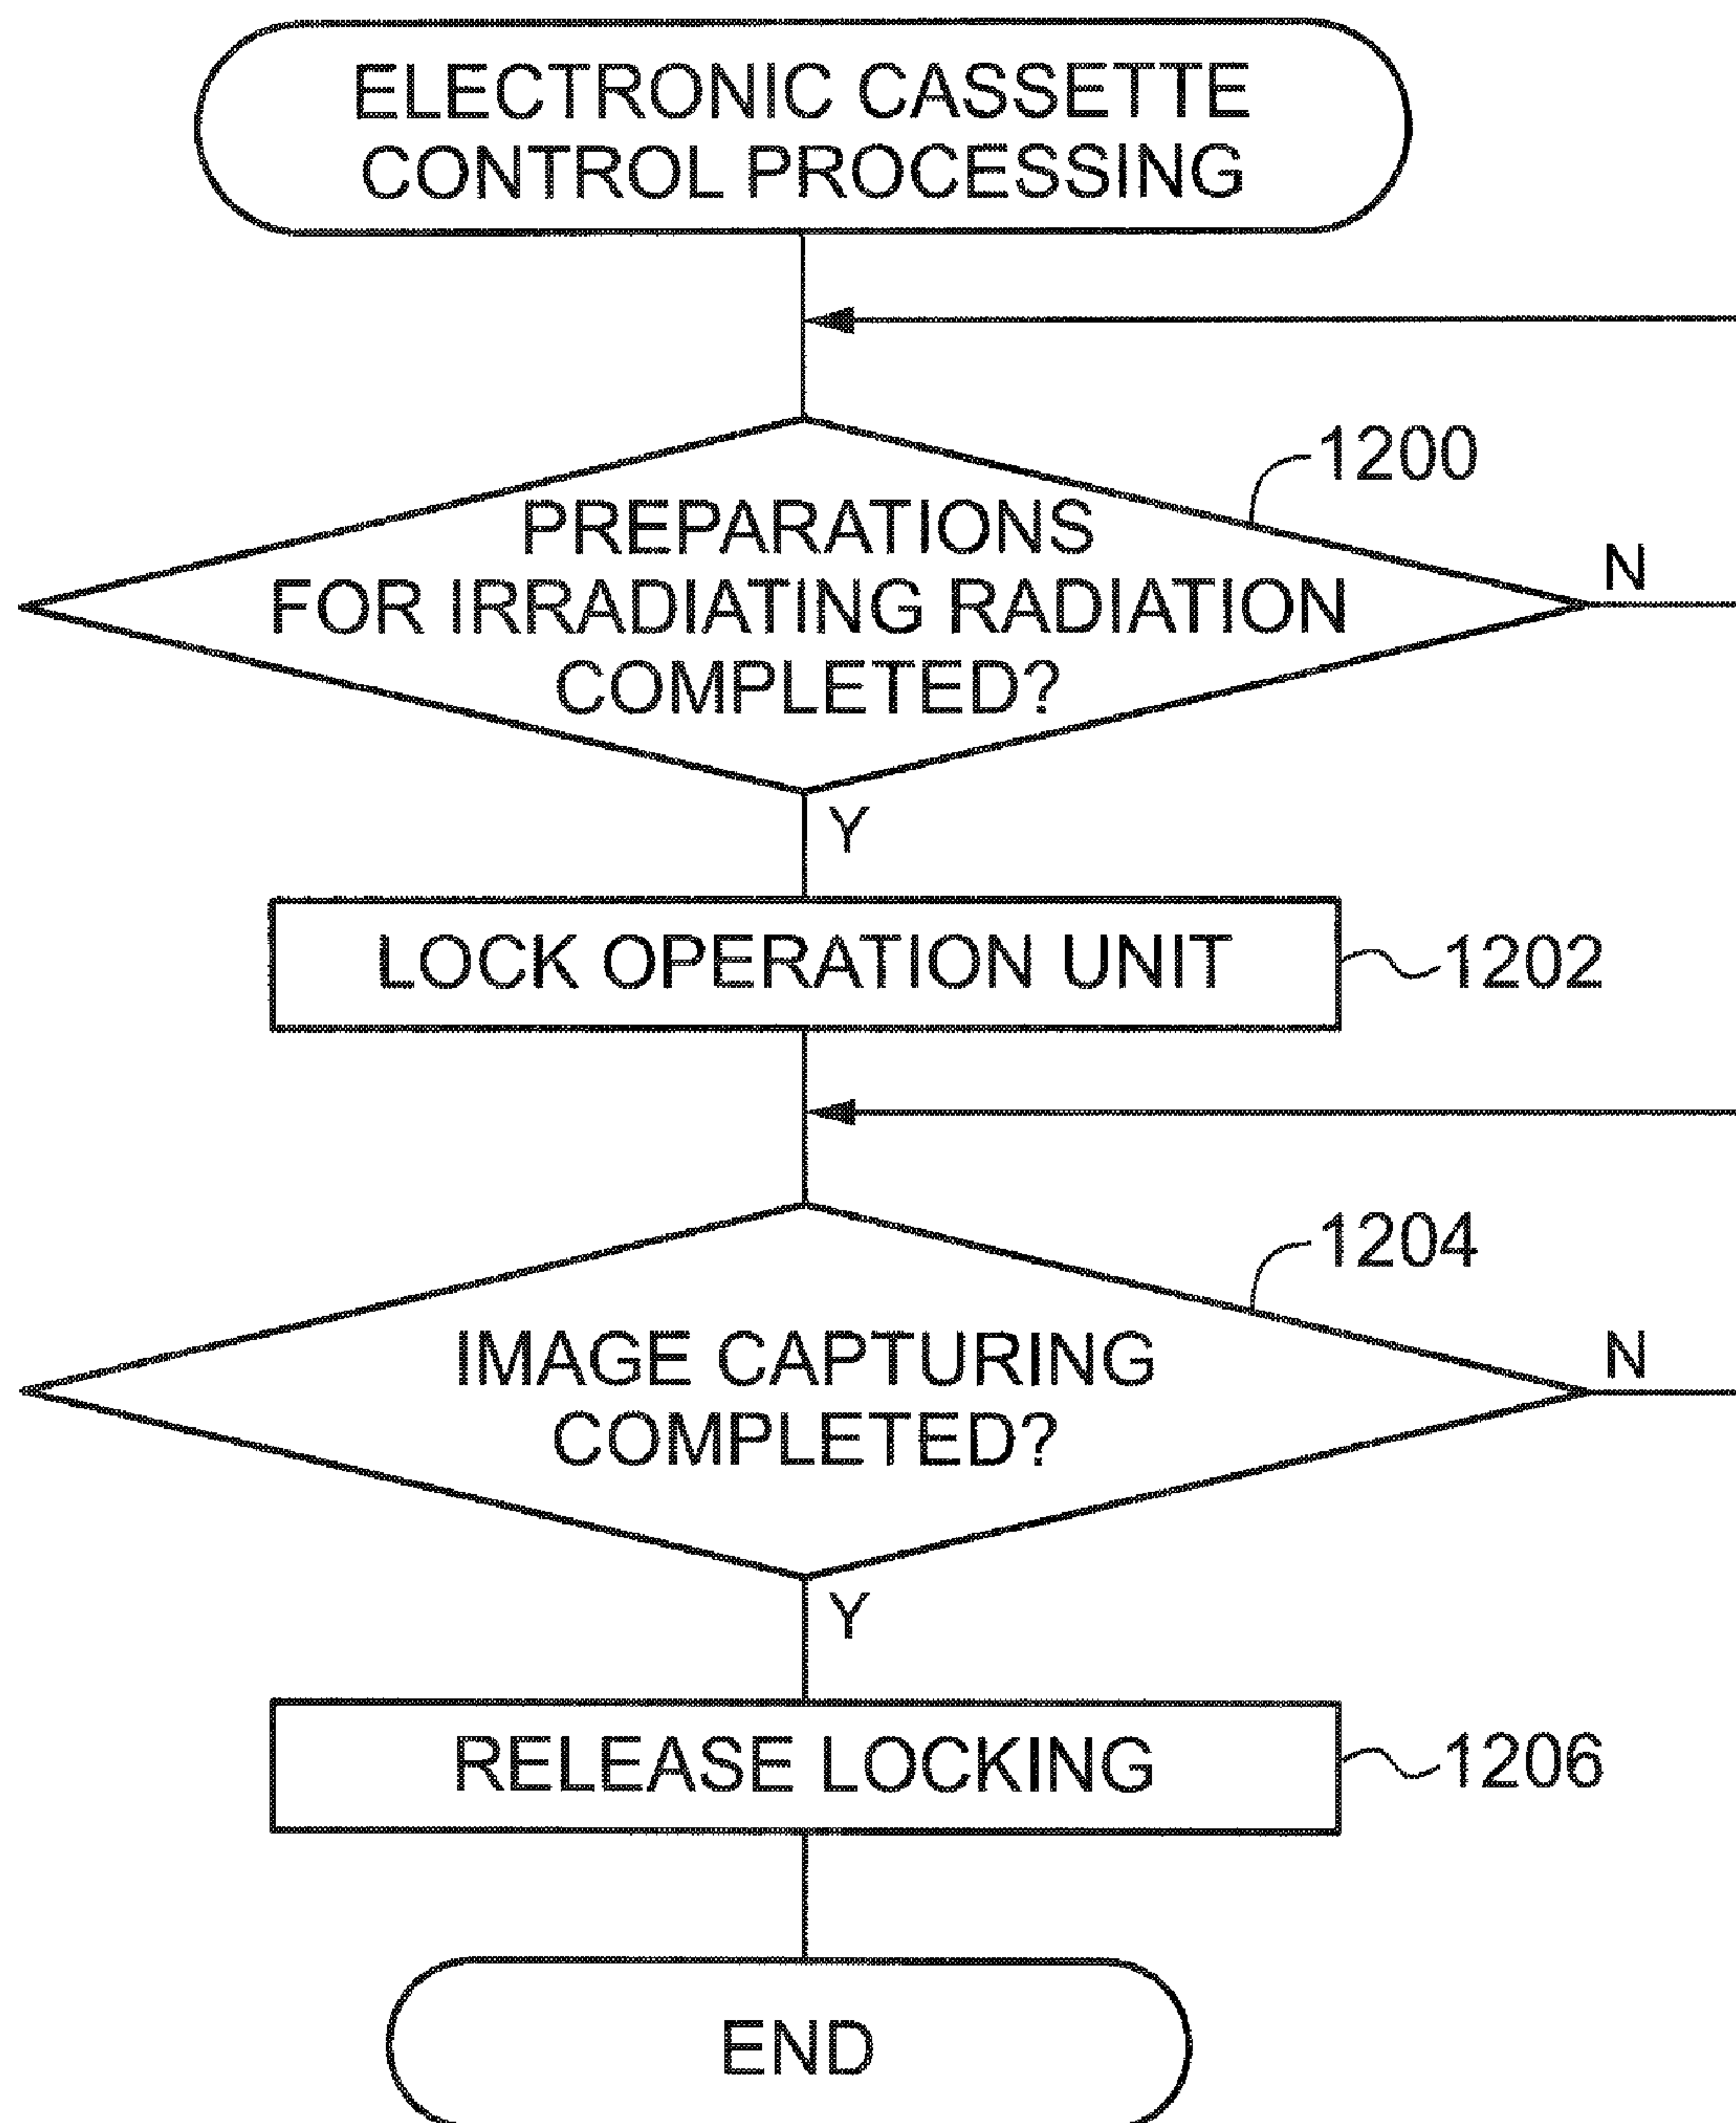 ELECTRONIC CASSETTE
CONTROL PROCESSING
1200
PREPARATIONS
FOR IRRADIATING RADIATION
COMPLETED?
N
Y
LOCK OPERATION UNIT
1202
1204
IMAGE CAPTURING
COMPLETED?
N
Y
RELEASE LOCKING
1206
END